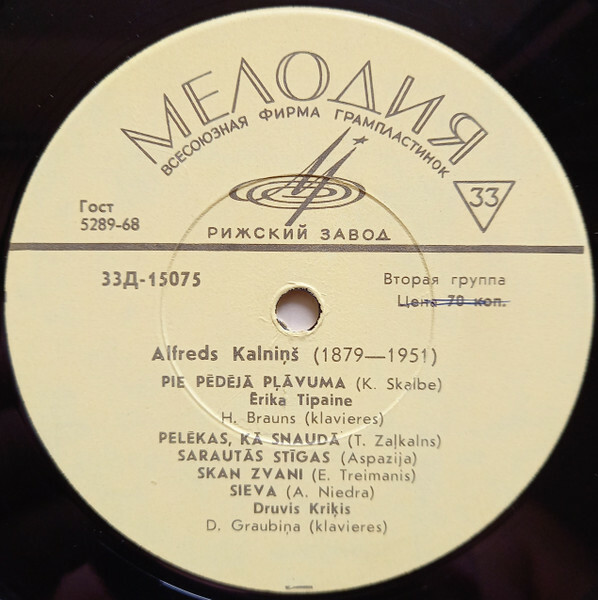 МЕЛОДИЯ
ВСЕСОЮЗНАЯ ФИРМА ГРАМПЛАСТИНОК
33
Гост
5289-68
РИЖСКИЙ ЗАВОД
33Д-15075
Вторая группа
Цена 70 коп.
Alfreds Kalniņš (1879—1951)
PIE PĒDĒJĀ PĻĀVUMA (K. Skalbe)
Ērika Tipaine
H. Brauns (klavieres)
PELĒKAS, KĀ SNAUDĀ (T. Zaļkalns)
SARAUTĀS STĪGAS (Aspazija)
SKAN ZVANI (E. Treimanis)
SIEVA (A. Niedra)
Druvis Kriķis
D. Graubiņa (klavieres)